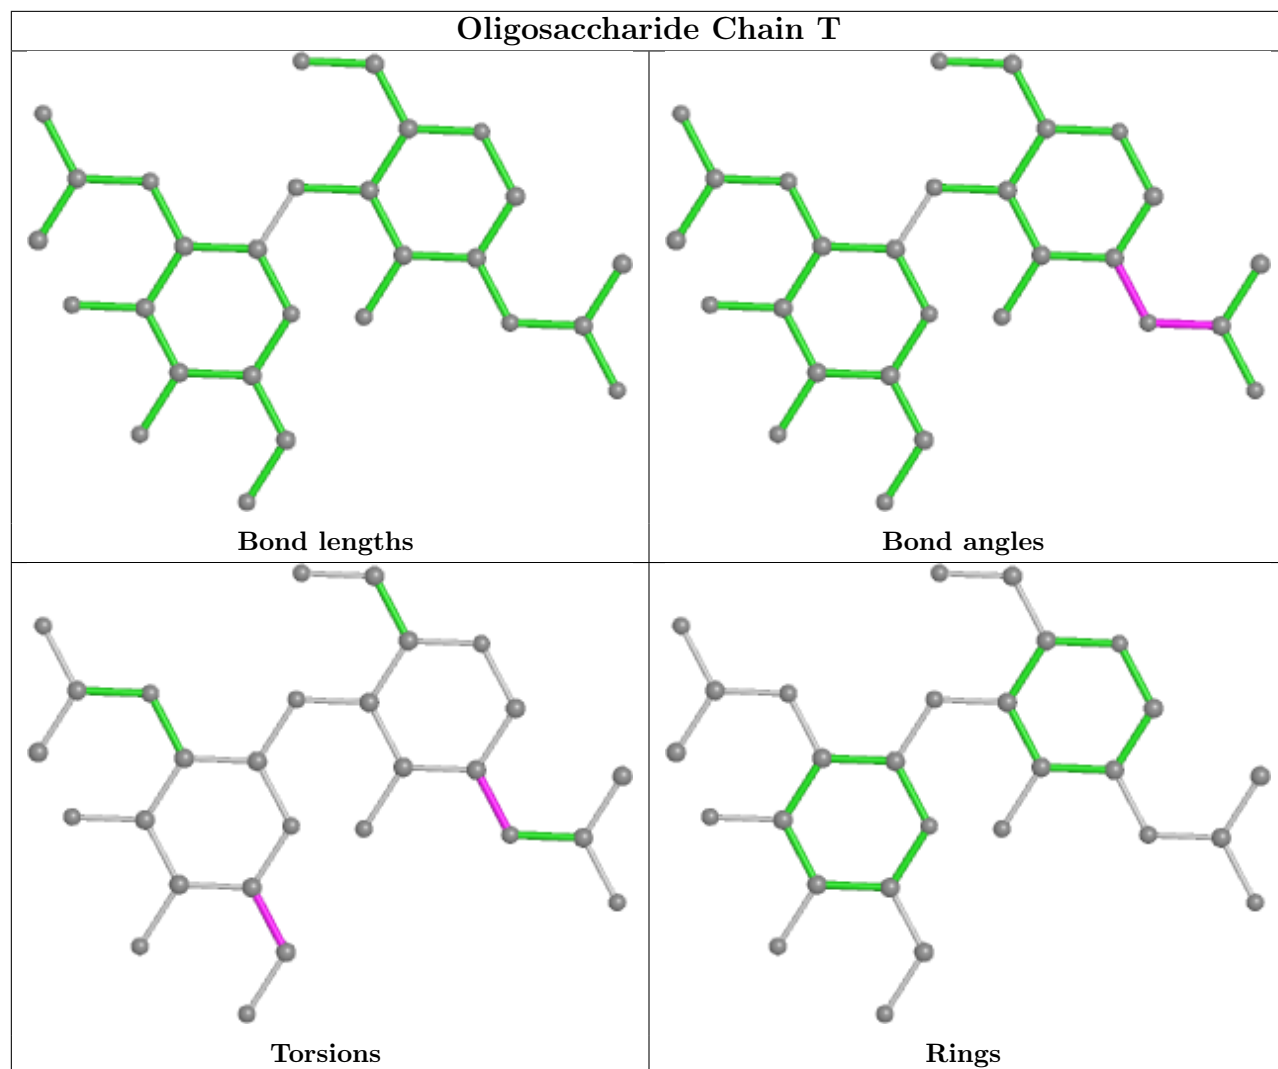 Oligosaccharide Chain T
Bond lengths
Bond angles
Torsions
Rings